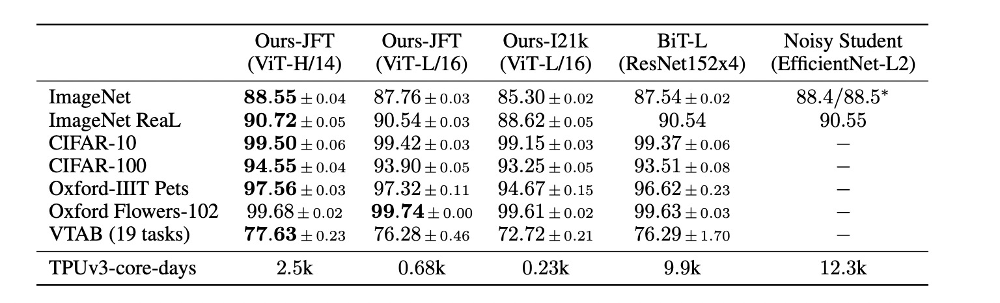 Ours-JFT Ours-JFT Ours-I21k BiT-L Noisy Student
(ViT-H/14) (ViT-L/16) (ViT-L/16) (ResNet152x4) (EfficientNet-L2)
ImageNet 88.55 ± 0.04 87.76 ± 0.03 85.30 ± 0.02 87.54 ± 0.02 88.4/88.5*
ImageNet ReaL 90.72 ± 0.05 90.54 ± 0.03 88.62 ± 0.05 90.54 90.55
CIFAR-10 99.50 ± 0.06 99.42 ± 0.03 99.15 ± 0.03 99.37 ± 0.06 −
CIFAR-100 94.55 ± 0.04 93.90 ± 0.05 93.25 ± 0.05 93.51 ± 0.08 −
Oxford-IIIT Pets 97.56 ± 0.03 97.32 ± 0.11 94.67 ± 0.15 96.62 ± 0.23 −
Oxford Flowers-102 99.68 ± 0.02 99.74 ± 0.00 99.61 ± 0.02 99.63 ± 0.03 −
VTAB (19 tasks) 77.63 ± 0.23 76.28 ± 0.46 72.72 ± 0.21 76.29 ± 1.70 −
TPUv3-core-days 2.5k 0.68k 0.23k 9.9k 12.3k